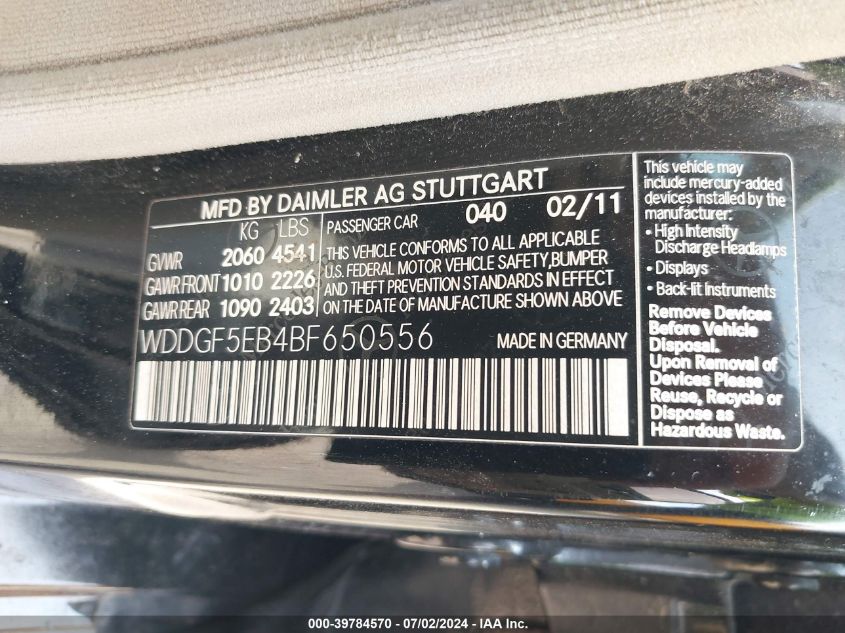 MFD BY DAIMLER AG STUTTGART
KG LBS
GVWR 2060 4541
GAWR FRONT 1010 2226
GAWR REAR 1090 2403
PASSENGER CAR 040 02/11
THIS VEHICLE CONFORMS TO ALL APPLICABLE
U.S. FEDERAL MOTOR VEHICLE SAFETY,BUMPER
AND THEFT PREVENTION STANDARDS IN EFFECT
ON THE DATE OF MANUFACTURE SHOWN ABOVE
WDDGF5EB4BF650556 MADE IN GERMANY
This vehicle may
include mercury-added
devices installed by the
manufacturer:
• High Intensity
Discharge Headlamps
• Displays
• Back-lit Instruments
Remove Devices
Before Vehicle
Disposal.
Upon Removal of
Devices Please
Reuse, Recycle or
Dispose as
Hazardous Waste.
000-39784570 / 07/02/2024 - © IAA Inc.